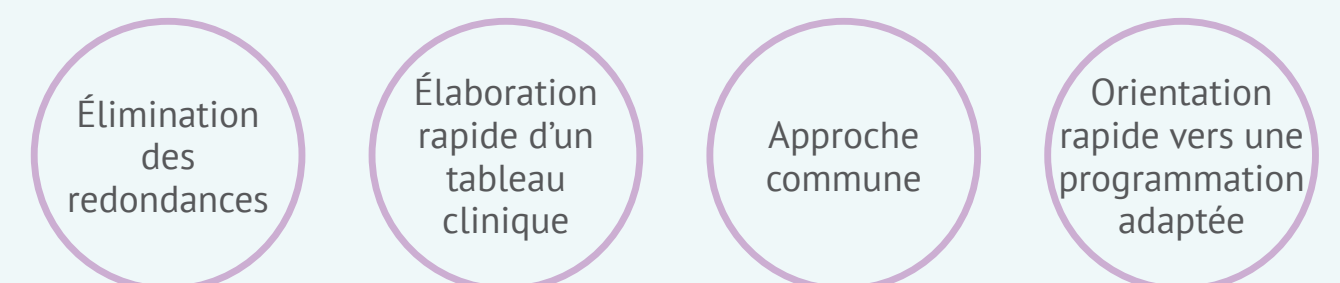 Élimination
des
redondances
Élaboration
rapide d’un
tableau
clinique
Approche
commune
Orientation
rapide vers une
programmation
adaptée